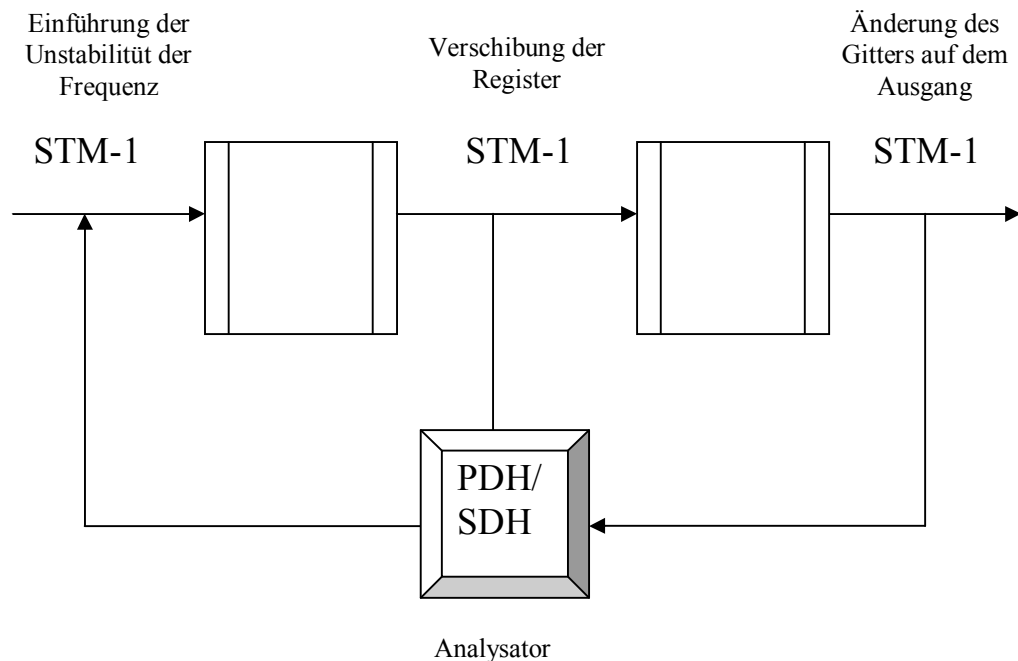 Einführung der
Unstabilitüt der
Frequenz
Verschibung der
Register
Änderung des
Gitters auf dem
Ausgang
STM-1
STM-1
STM-1
PDH/
SDH
Analysator